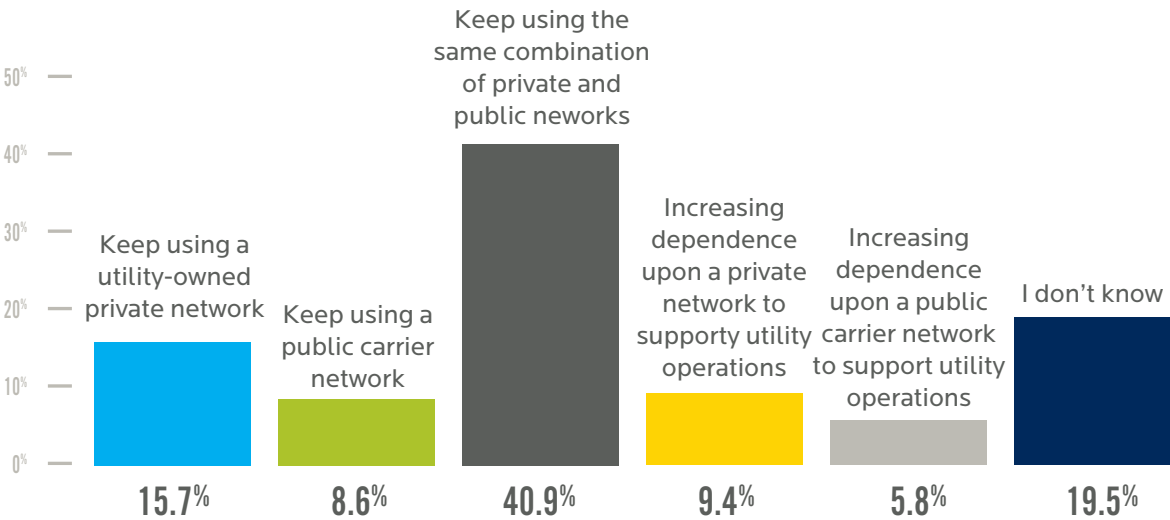 50%
40%
30%
20%
10%
0%
Keep using a
utility-owned
private network
15.7%
Keep using a
public carrier
network
8.6%
Keep using the
same combination
of private and
public neworks
40.9%
Increasing
dependence
upon a private
network to
supporty utility
operations
9.4%
Increasing
dependence
upon a public
carrier network
to support utility
operations
5.8%
I don’t know
19.5%